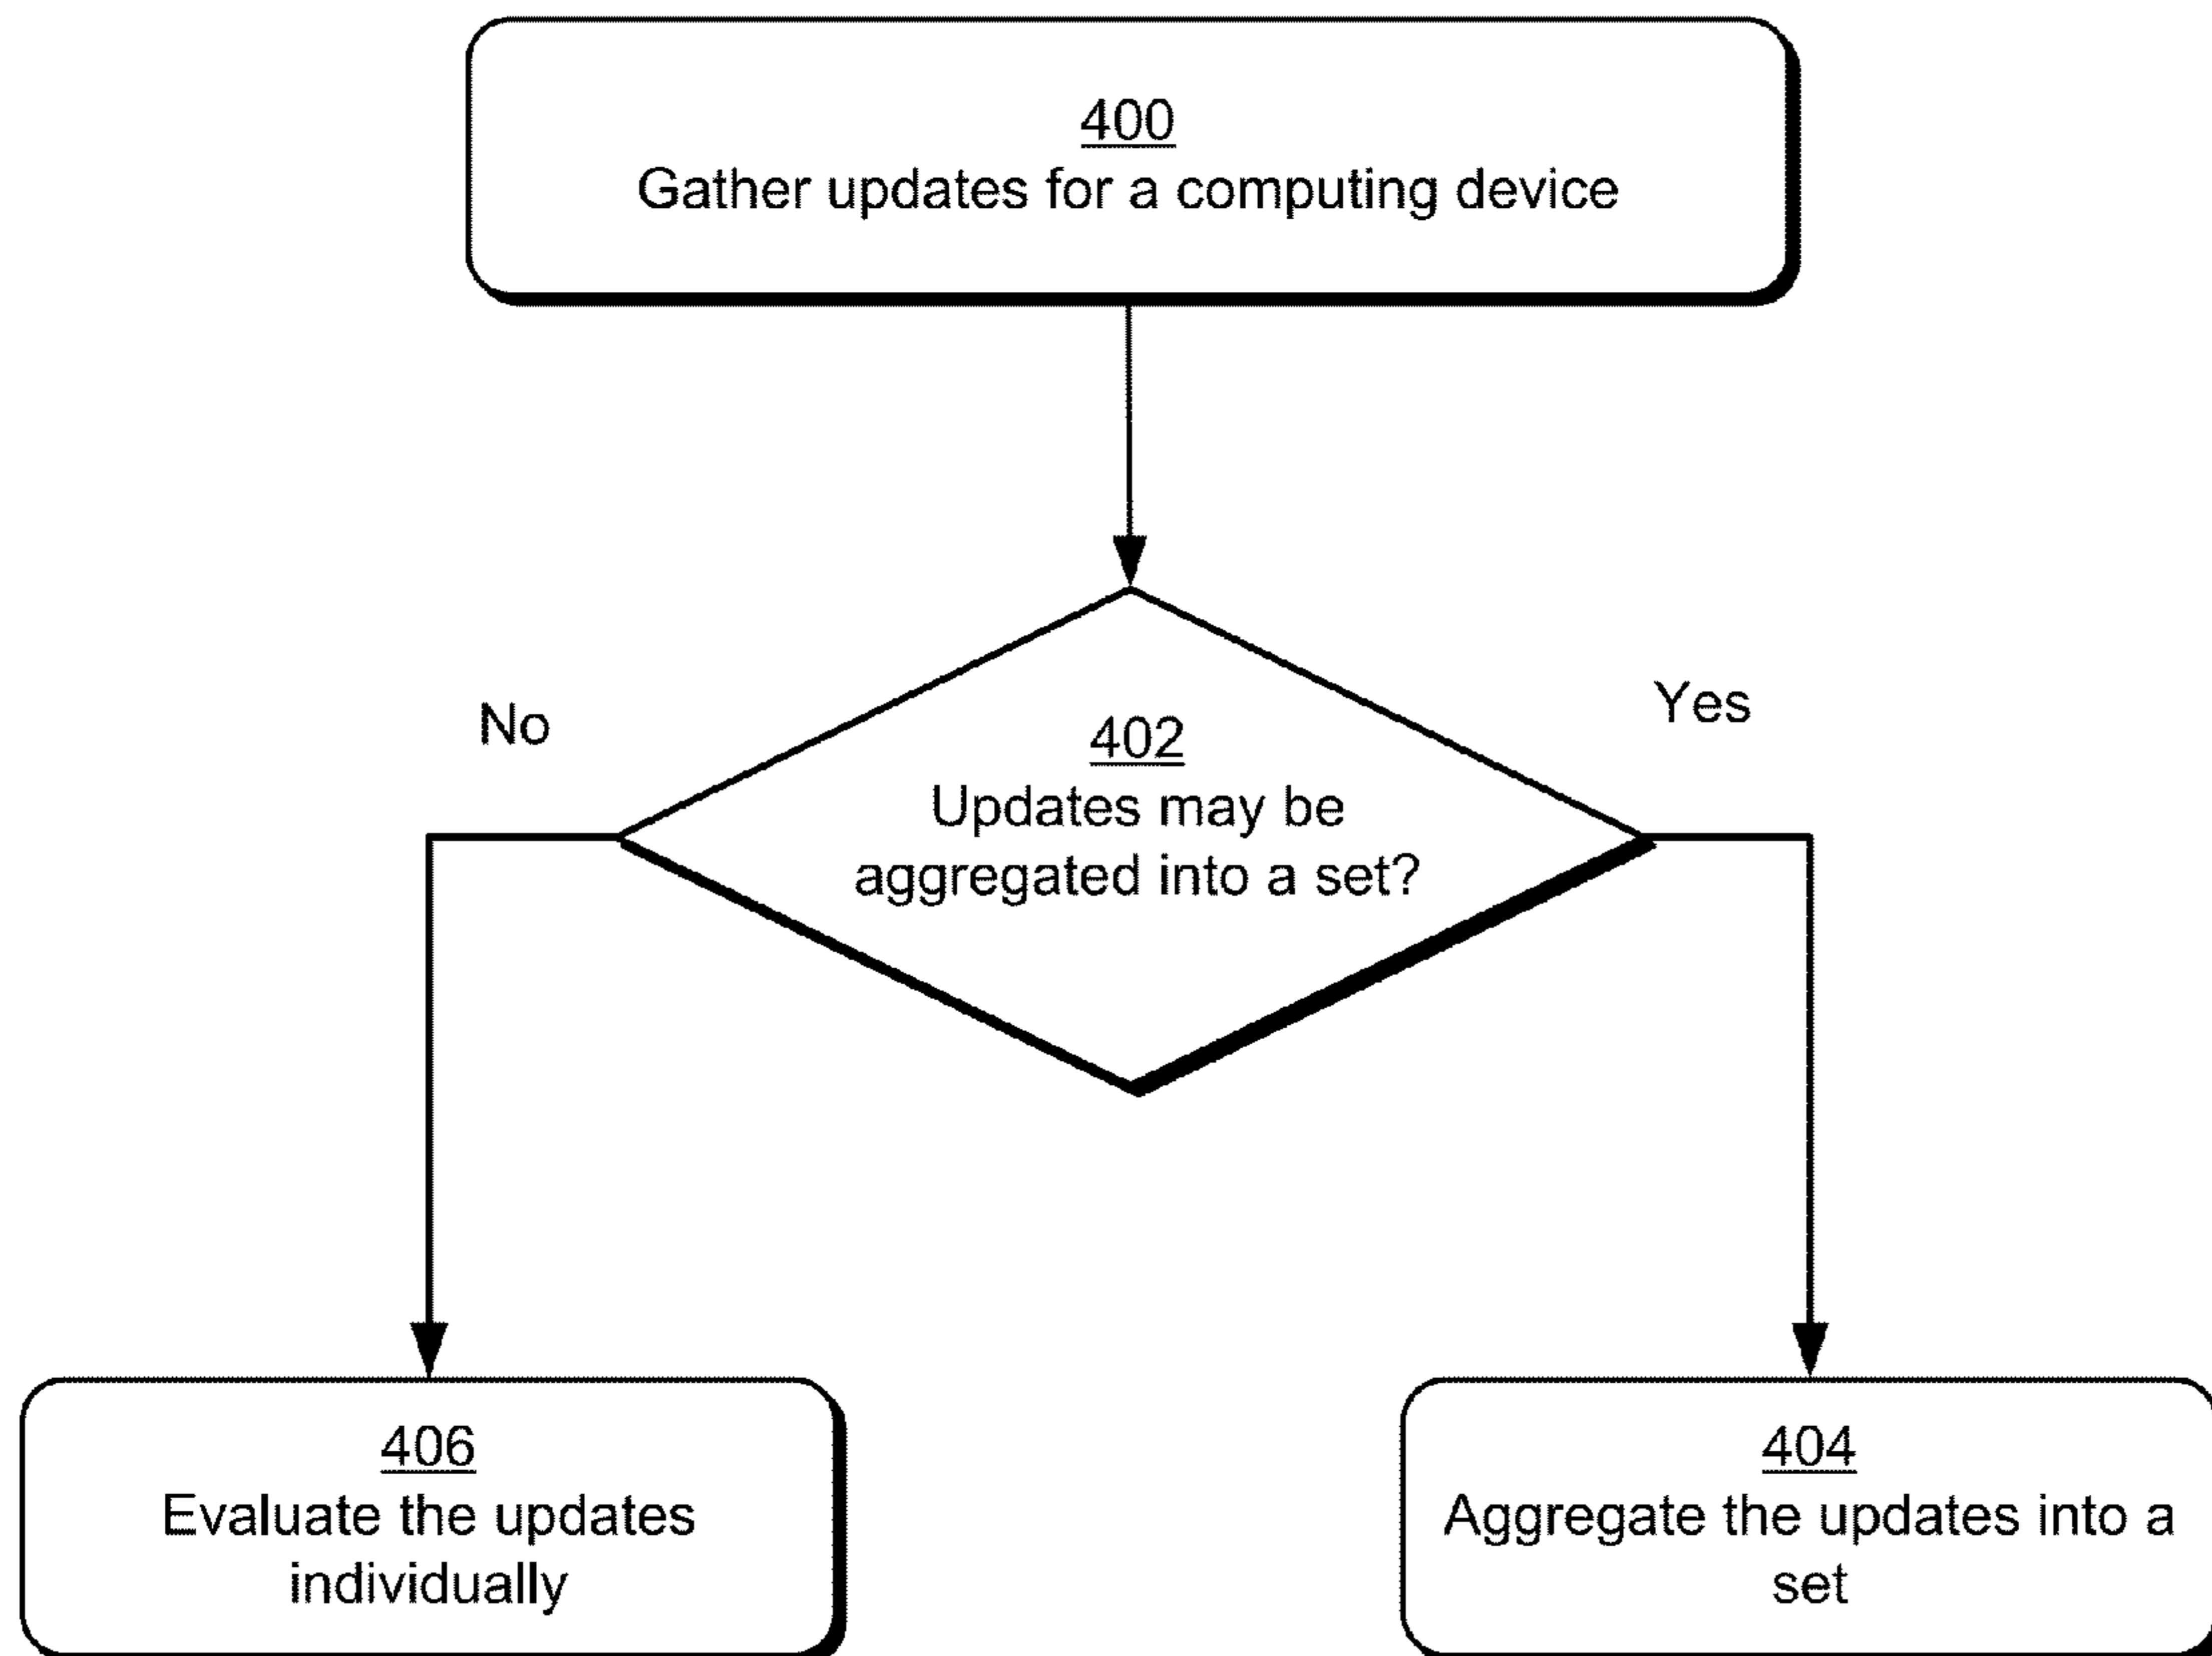 400
Gather updates for a computing device
No
Yes
402
Updates may be
aggregated into a set?
406
Evaluate the updates
individually
404
Aggregate the updates into a
set